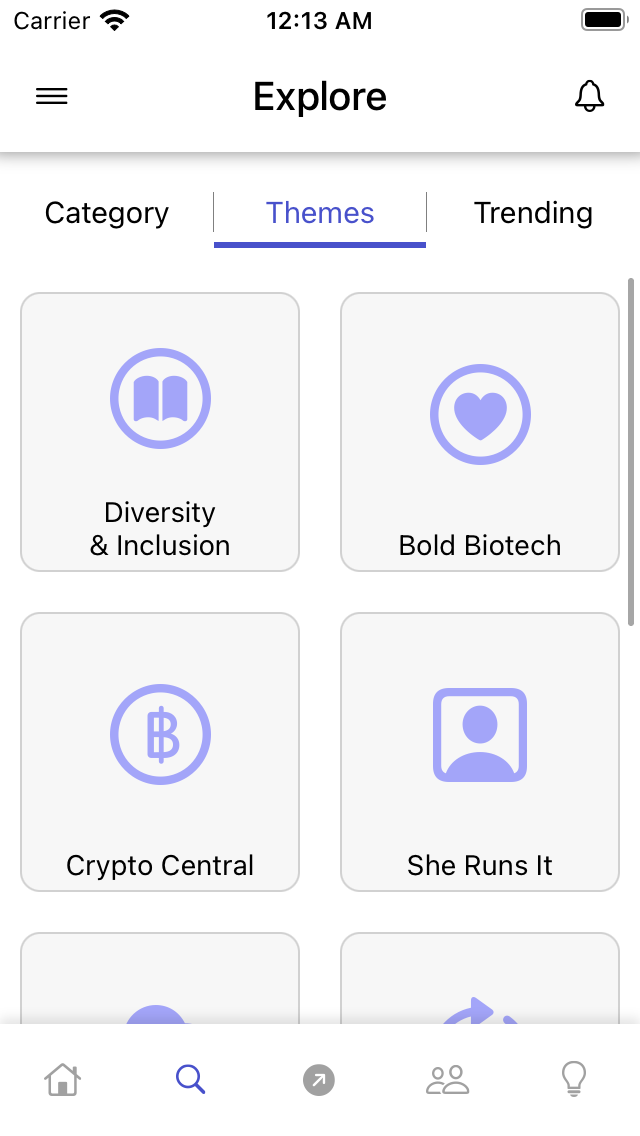 Carrier 12:13 AM
Explore
Category Themes Trending
Diversity
& Inclusion
Bold Biotech
Crypto Central
She Runs It